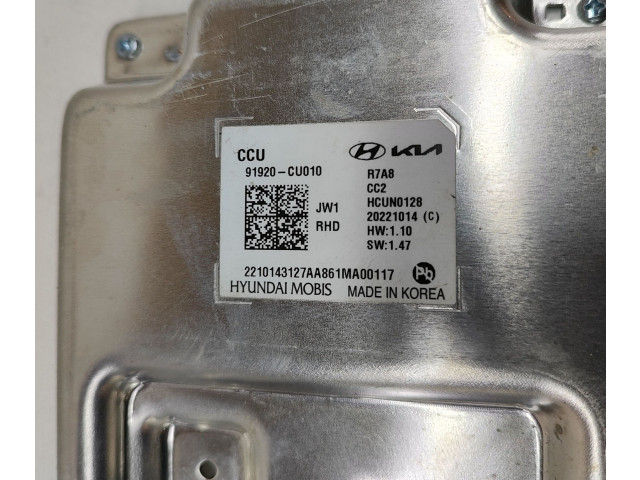 CCU
91920-CU010
JW1
RHD
KIA
R7A8
CC2
HCUN0128
20221014 (C)
HW:1.10
SW:1.47
2210143127AA861MA00117
Pb
HYUNDAI MOBIS MADE IN KOREA